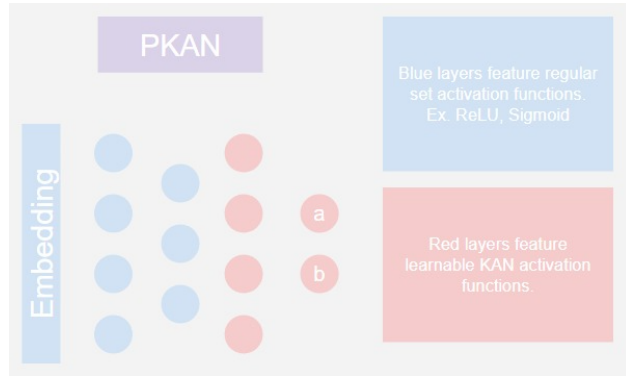 PKAN
Blue layers feature regular
set activation functions.
Ex. ReLU, Sigmoid
Embedding
a
b
Red layers feature
learnable KAN activation
functions.